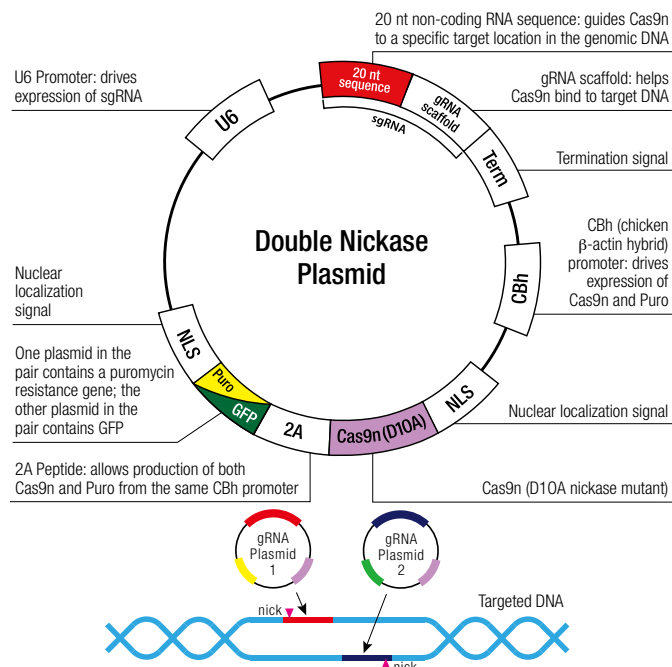 20 nt non-coding RNA sequence: guides Cas9n
to a specific target location in the genomic DNA
U6 Promoter: drives
expression of sgRNA
gRNA scaffold: helps
Cas9n bind to target DNA
20 nt
sequence
gRNA
scaffold
sgRNA
U6
Term
Termination signal
Double Nickase
Plasmid
CBh
CBh (chicken
β-actin hybrid)
promoter: drives
expression of
Cas9n and Puro
Nuclear
localization
signal
NLS
Puro
GFP
2A
Cas9n (D10A)
NLS
One plasmid in the
pair contains a puromycin
resistance gene; the
other plasmid in the
pair contains GFP
Nuclear localization signal
2A Peptide: allows production of both
Cas9n and Puro from the same CBh promoter
Cas9n (D10A nickase mutant)
gRNA
Plasmid
1
gRNA
Plasmid
2
nick
Targeted DNA
nick